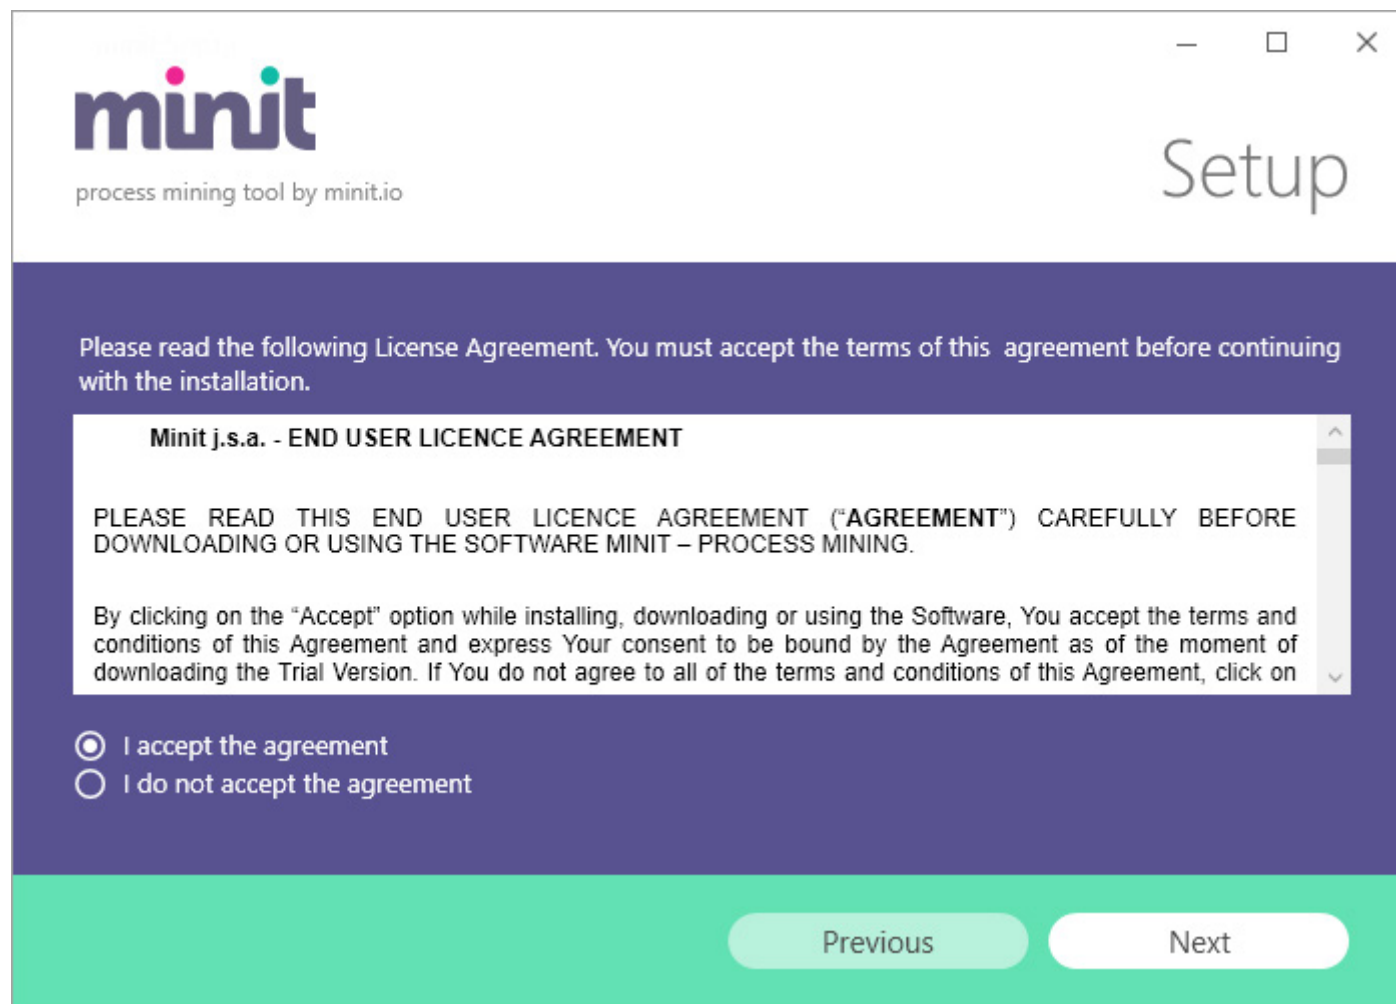 minit
process mining tool by minit.io
Setup
Please read the following License Agreement. You must accept the terms of this  agreement before continuing
with the installation.
Minit j.s.a. - END USER LICENCE AGREEMENT
PLEASE READ THIS END USER LICENCE AGREEMENT (“AGREEMENT”) CAREFULLY BEFORE
DOWNLOADING OR USING THE SOFTWARE MINIT – PROCESS MINING.
By clicking on the “Accept” option while installing, downloading or using the Software, You accept the terms and
conditions of this Agreement and express Your consent to be bound by the Agreement as of the moment of
downloading the Trial Version. If You do not agree to all of the terms and conditions of this Agreement, click on
I accept the agreement
I do not accept the agreement
Previous
Next